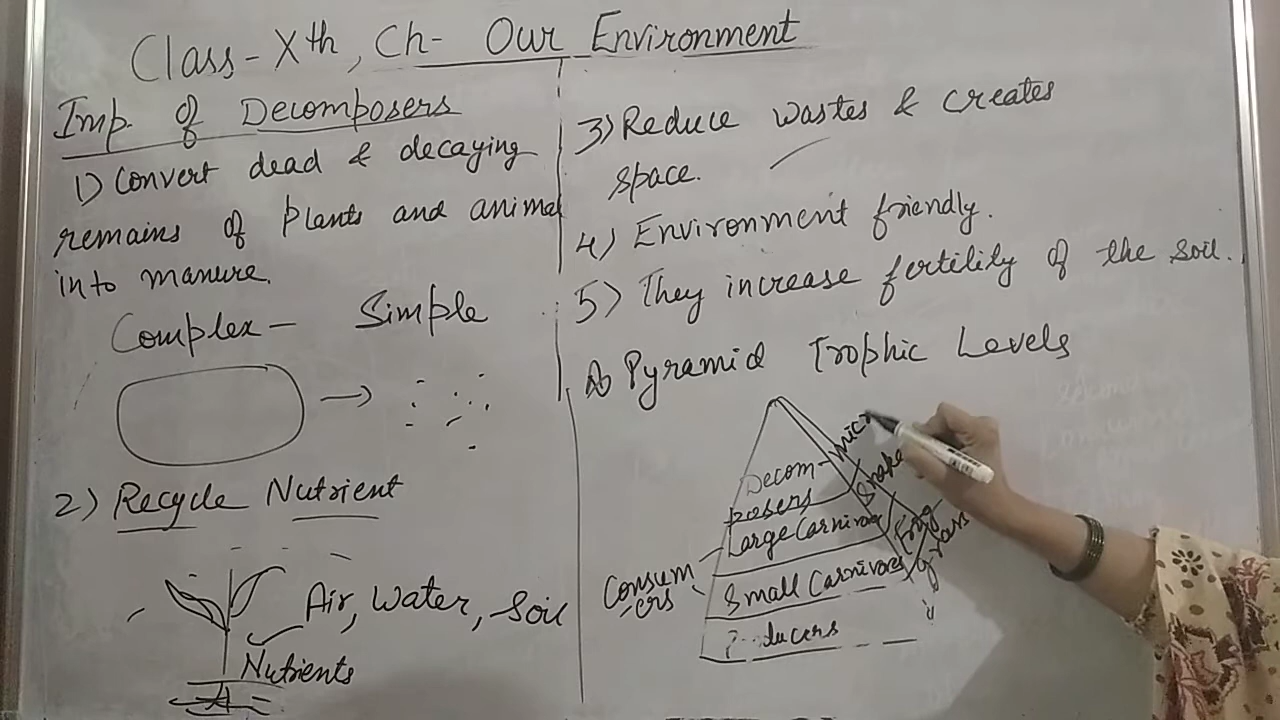 Class-Xth, Ch- Our Environment
Imp. of Decomposers
1) Convert dead & decaying
remains of Plants and animal
into manure.
Complex - Simple
2) Recycle Nutrient
Air, Water, Soil
Nutrients
3) Reduce wastes & creates
space.
4) Environment friendly.
5) They increase fertility of the soil.
Pyramid Trophic Levels
Decom-
posers
Large Carnivores
Small Carnivores
Consum
-ers
Micr
Snake
Frog
Grass